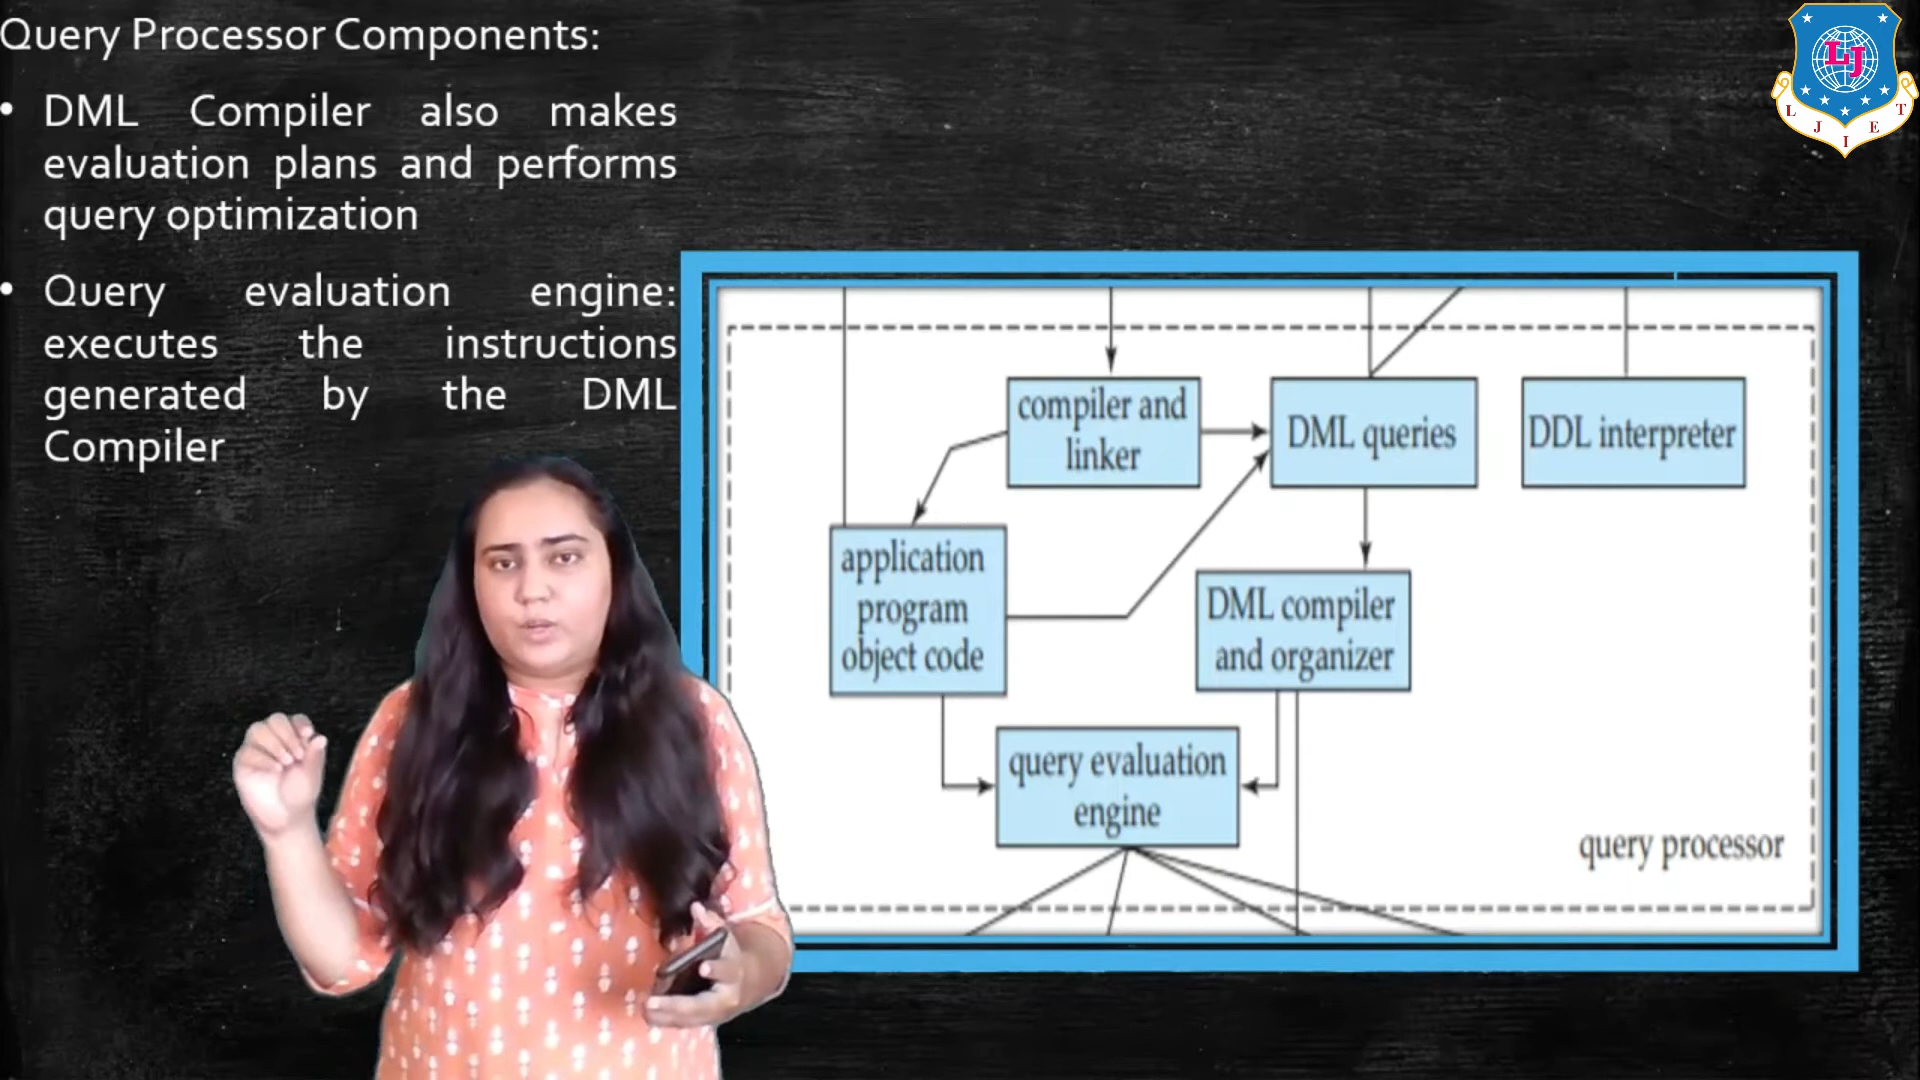 Query Processor Components:
• DML Compiler also makes
evaluation plans and performs
query optimization
• Query evaluation engine:
executes the instructions
generated by the DML
Compiler
LJ
L J I E T
compiler and
linker
DML queries
DDL interpreter
application
program
object code
DML compiler
and organizer
query evaluation
engine
query processor